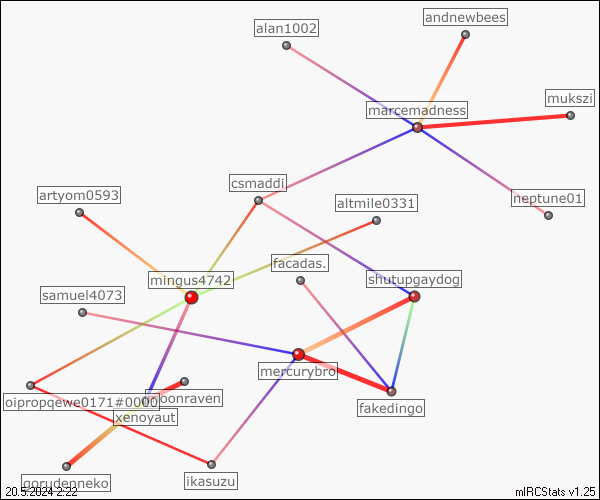 andnewbees
alan1002
mukszi
marcemadness
csmaddi
artyom0593
neptune01
altmile0331
facadas.
mingus4742
shutupgaydog
samuel4073
mercurybro
oipropqewe0171#0000
oonraven
fakedingo
xenoyaut
gorudenneko
ikasuzu
20.5.2024 2:22
mIRCStats v1.25